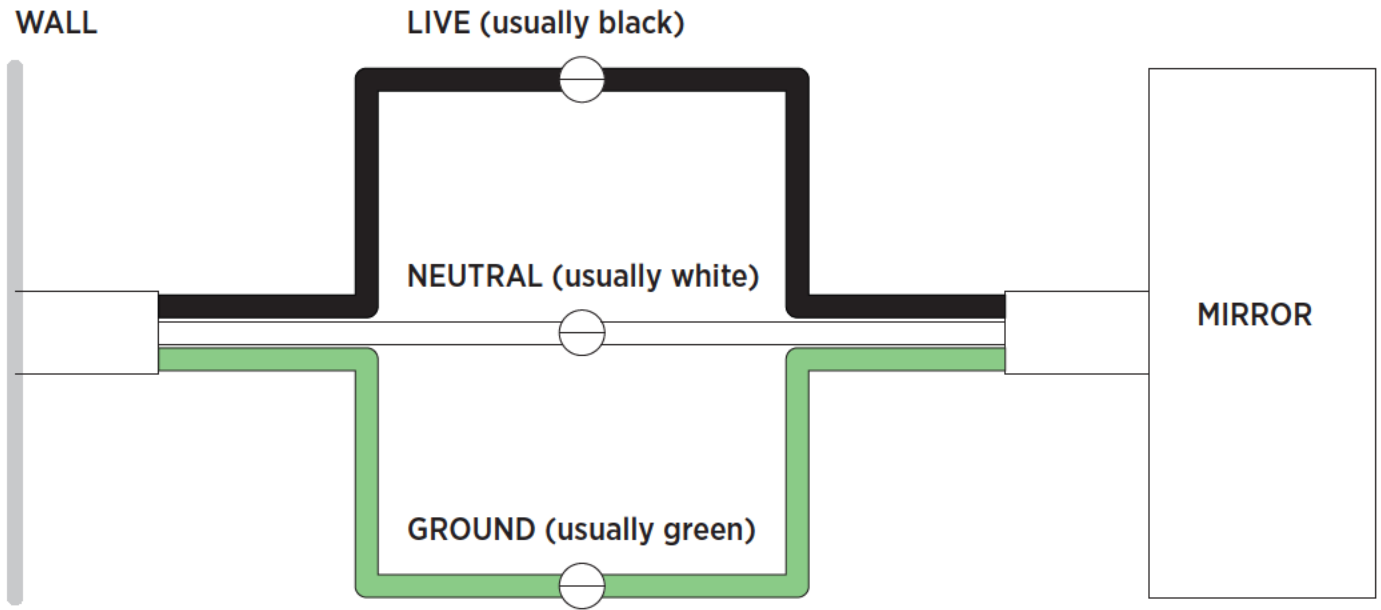 WALL
LIVE (usually black)
NEUTRAL (usually white)
MIRROR
GROUND (usually green)